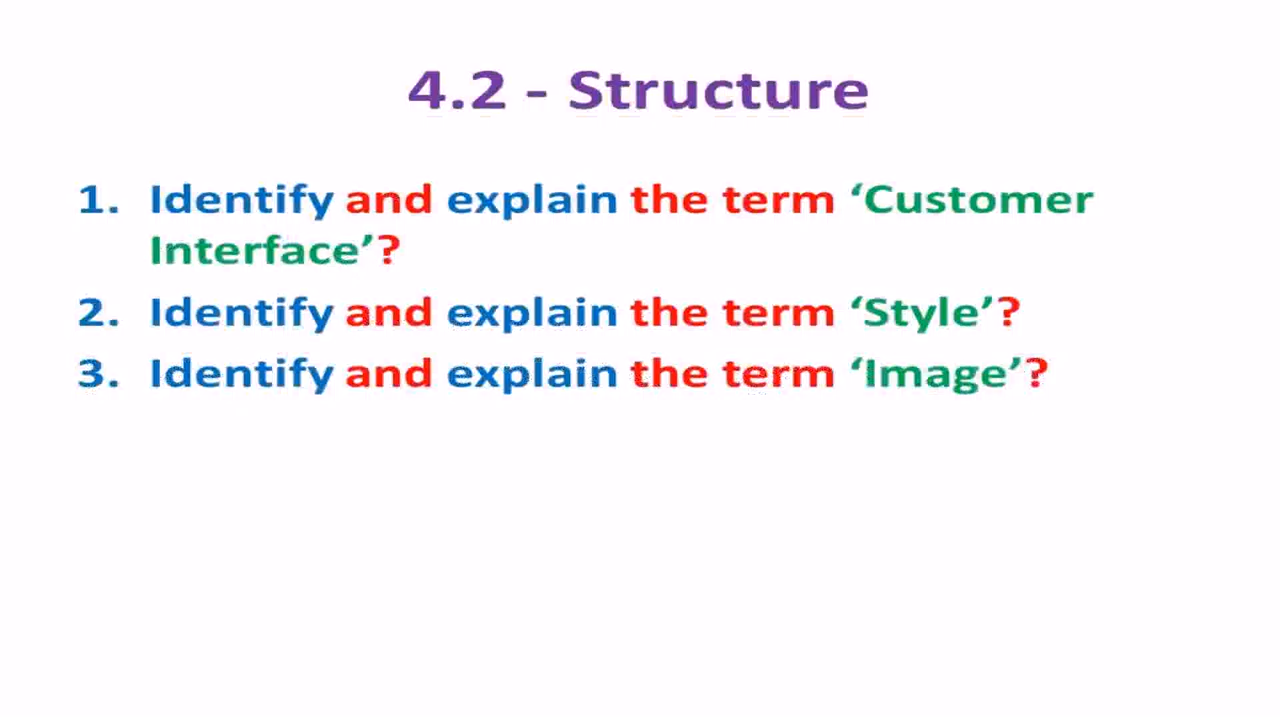 4.2 - Structure
1. Identify and explain the term ‘Customer
Interface’?
2. Identify and explain the term ‘Style’?
3. Identify and explain the term ‘Image’?